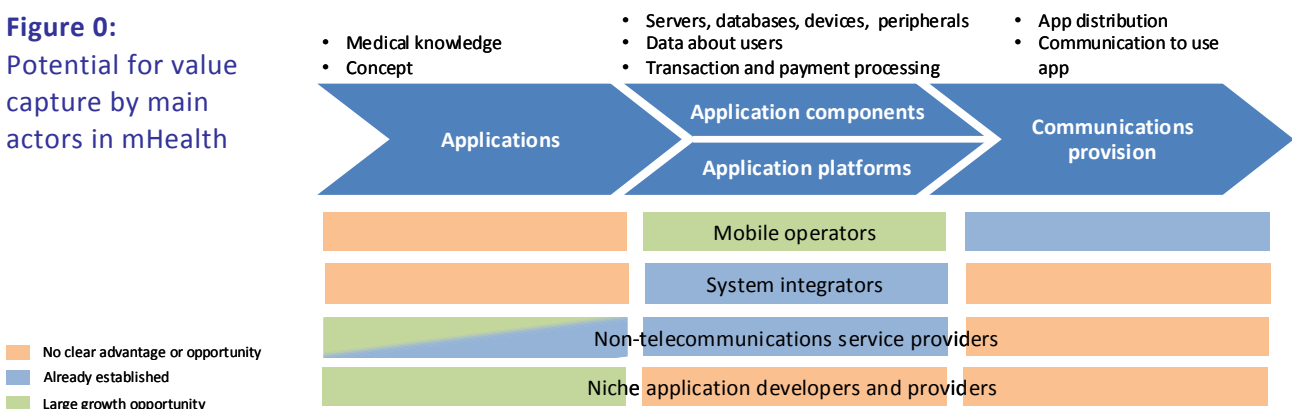 Figure 0:
Potential for value
capture by main
actors in mHealth
• Medical knowledge
• Concept
• Servers, databases, devices, peripherals
• Data about users
• Transaction and payment processing
• App distribution
• Communication to use
app
Applications
Application components
Application platforms
Communications
provision
Mobile operators
System integrators
Non-telecommunications service providers
Niche application developers and providers
No clear advantage or opportunity
Already established
Large growth opportunity